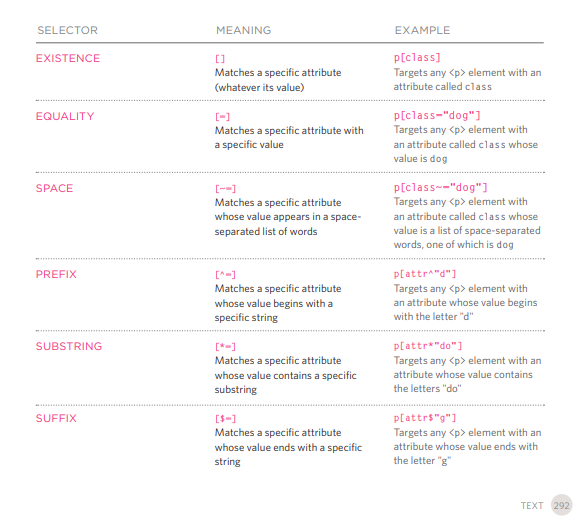 SELECTOR MEANING EXAMPLE
EXISTENCE [] p[class]
Matches a specific attribute Targets any <p> element with an
(whatever its value) attribute called class
EQUALITY [=] p[class="dog"]
Matches a specific attribute with Targets any <p> element with
a specific value an attribute called class whose
value is dog
SPACE [~=] p[class~="dog"]
Matches a specific attribute Targets any <p> element with
whose value appears in a space- an attribute called class whose
separated list of words value is a list of space-separated
words, one of which is dog
PREFIX [^=] p[attr^"d"]
Matches a specific attribute Targets any <p> element with
whose value begins with a an attribute whose value begins
specific string with the letter "d"
SUBSTRING [*=] p[attr*"do"]
Matches a specific attribute Targets any <p> element with an
whose value contains a specific attribute whose value contains
substring the letters "do"
SUFFIX [$=] p[attr$"g"]
Matches a specific attribute Targets any <p> element with an
whose value ends with a specific attribute whose value ends with
string the letter "g"
TEXT 292